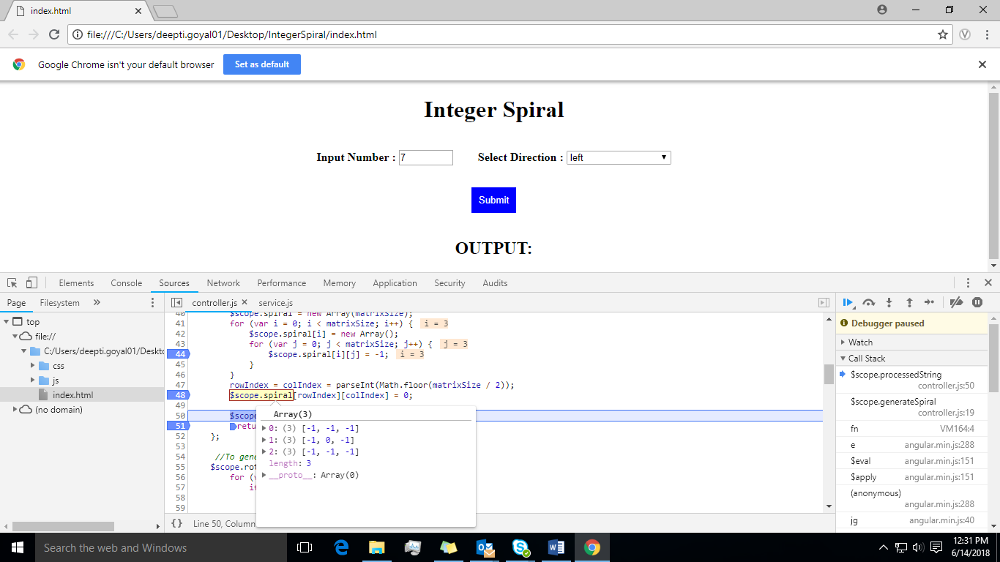 index.html
file:///C:/Users/deepti.goyal01/Desktop/IntegerSpiral/index.html
Google Chrome isn't your default browser
Set as default
Integer Spiral
Input Number : 7
Select Direction : left
Submit
OUTPUT:
Elements Console Sources Network Performance Memory Application Security Audits
Page Filesystem »
controller.js × service.js
top
file://
C:/Users/deepti.goyal01/Deskto
css
js
index.html
(no domain)
40 $scope.spiral = new Array(matrixSize);
41 for (var i = 0; i < matrixSize; i++) { i = 3
42 $scope.spiral[i] = new Array();
43 for (var j = 0; j < matrixSize; j++) { j = 3
44 $scope.spiral[i][j] = -1; i = 3
45 }
46 }
47 rowIndex = colIndex = parseInt(Math.floor(matrixSize / 2));
48 $scope.spiral[rowIndex][colIndex] = 0;
49
50 $scope
51 retu
52 };
53
54 //To gene
55 $scope.rot
56 for (v
57 if
58
59
Array(3)
0: (3) [-1, -1, -1]
1: (3) [-1, 0, -1]
2: (3) [-1, -1, -1]
length: 3
__proto__: Array(0)
{ } Line 50, Column
Debugger paused
Watch
Call Stack
$scope.processedString
controller.js:50
$scope.generateSpiral
controller.js:19
fn VM164:4
e angular.min.js:288
$eval angular.min.js:151
$apply angular.min.js:151
(anonymous)
angular.min.js:288
jg angular.min.js:40
Search the web and Windows
12:31 PM
6/14/2018